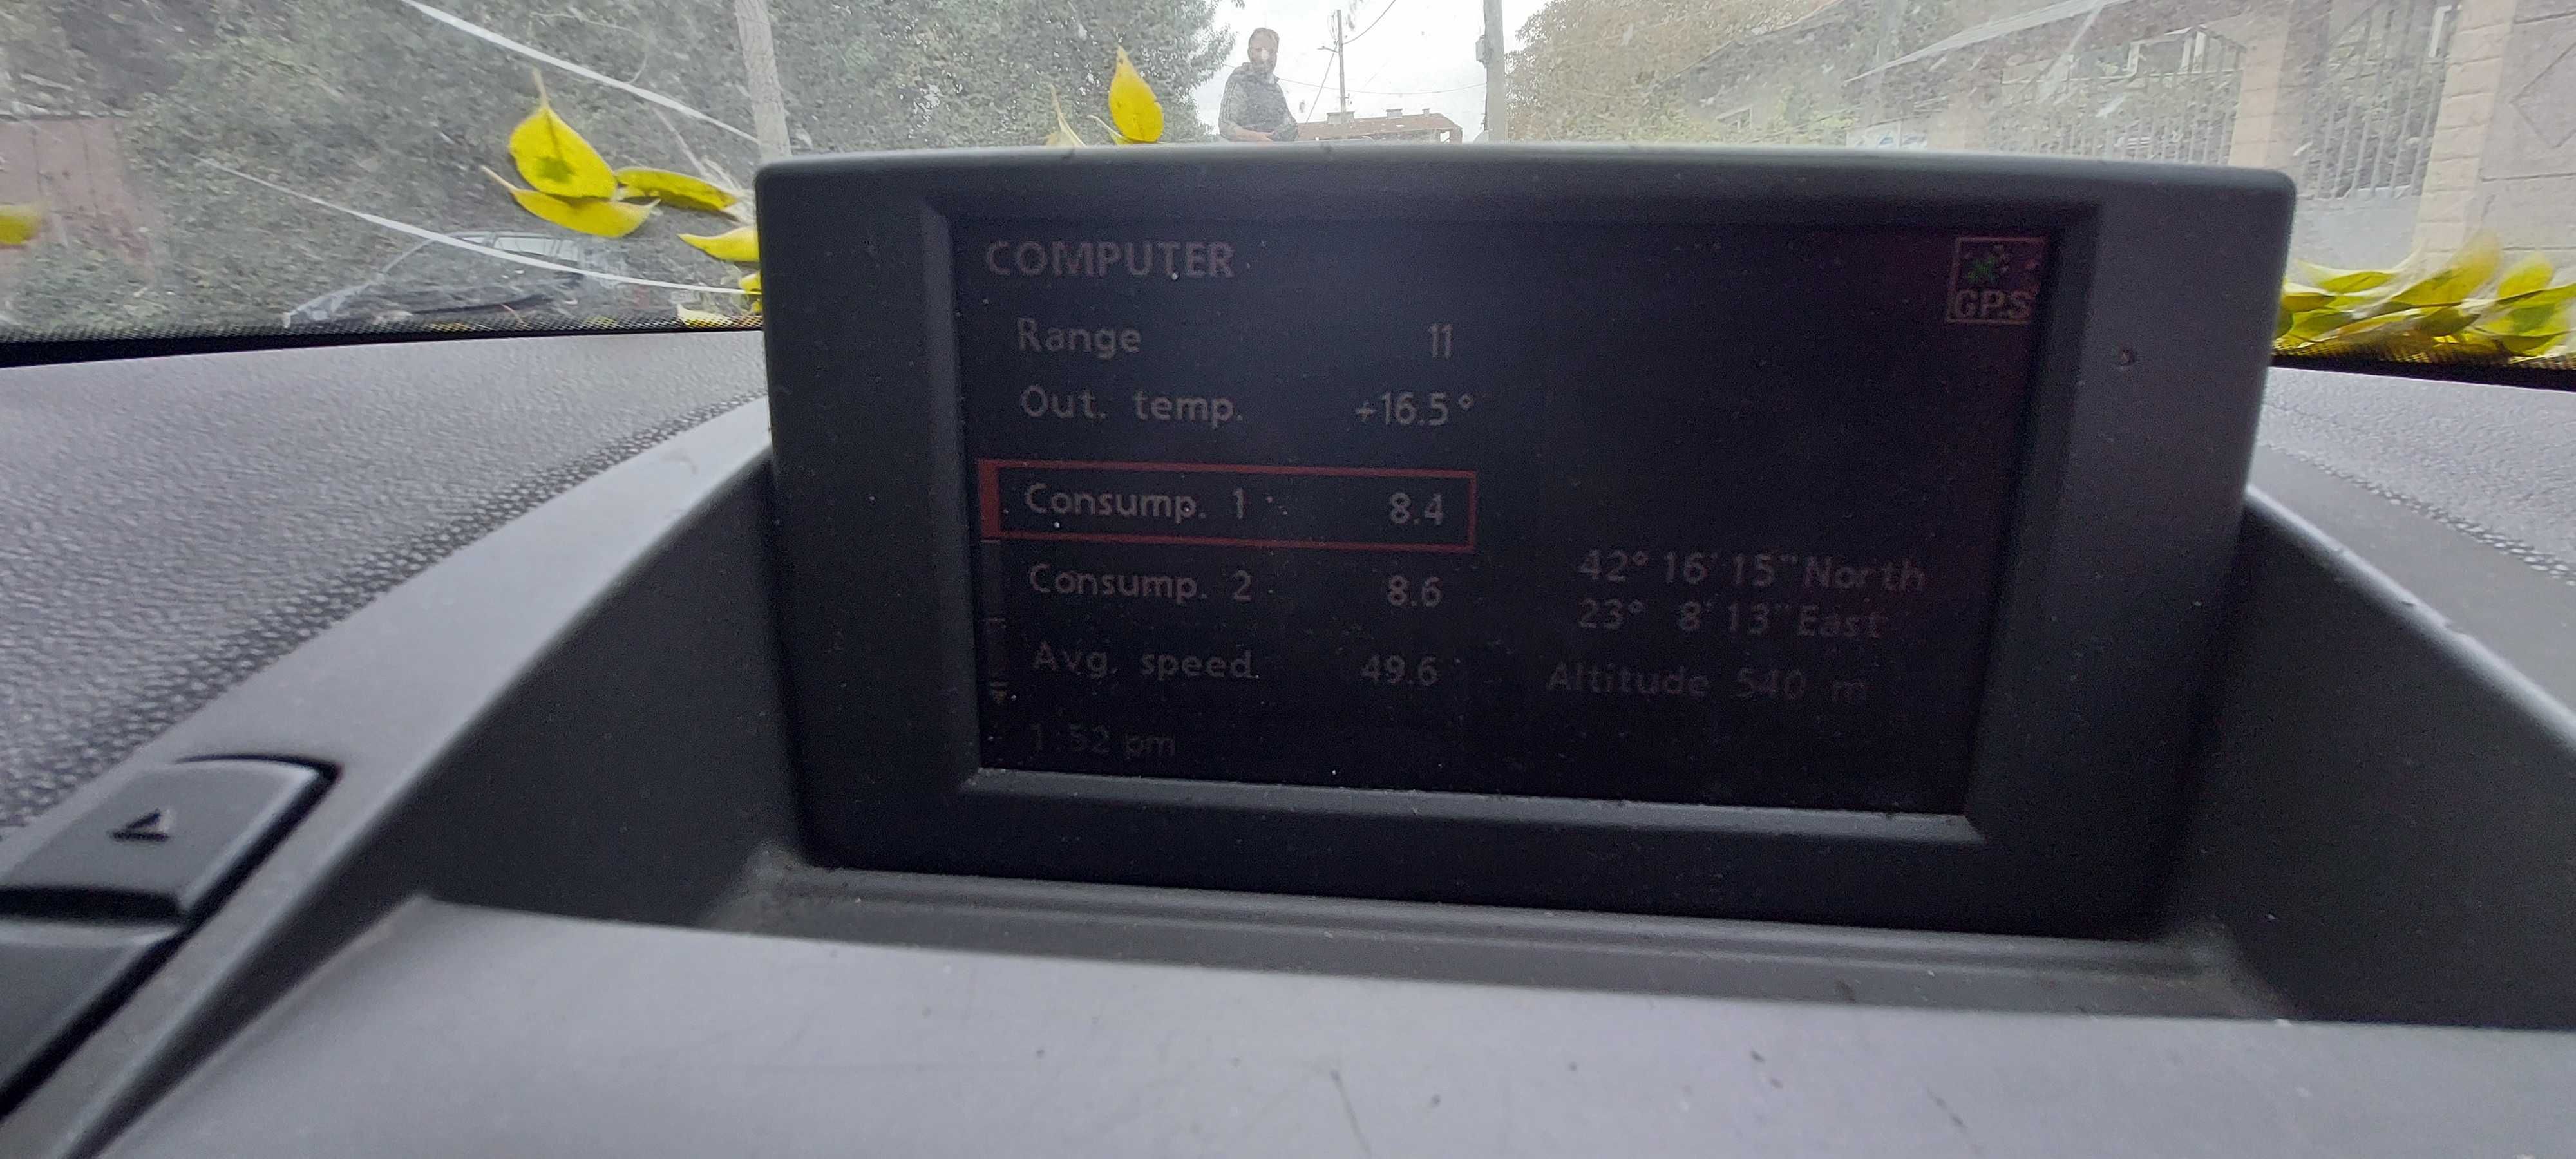 COMPUTER
GPS
Range 11
Out. temp. +16.5°
Consump. 1 8.4
Consump. 2 8.6
Avg. speed 49.6
42° 16' 15" North
23° 8' 13" East
Altitude 540 m
1:52 pm